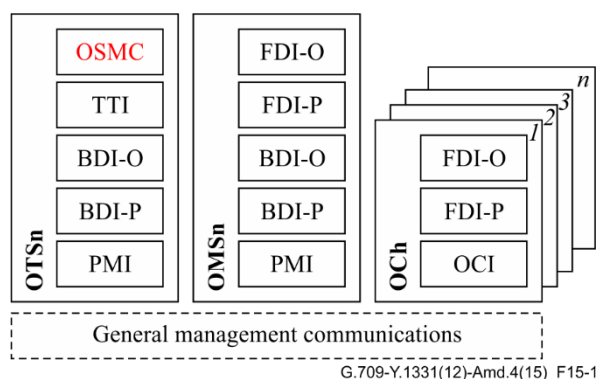 OTSn
OSMC
TTI
BDI-O
BDI-P
PMI
OMSn
FDI-O
FDI-P
BDI-O
BDI-P
PMI
OCh
n
3
2
1
FDI-O
FDI-P
OCI
General management communications
G.709-Y.1331(12)-Amd.4(15)_F15-1